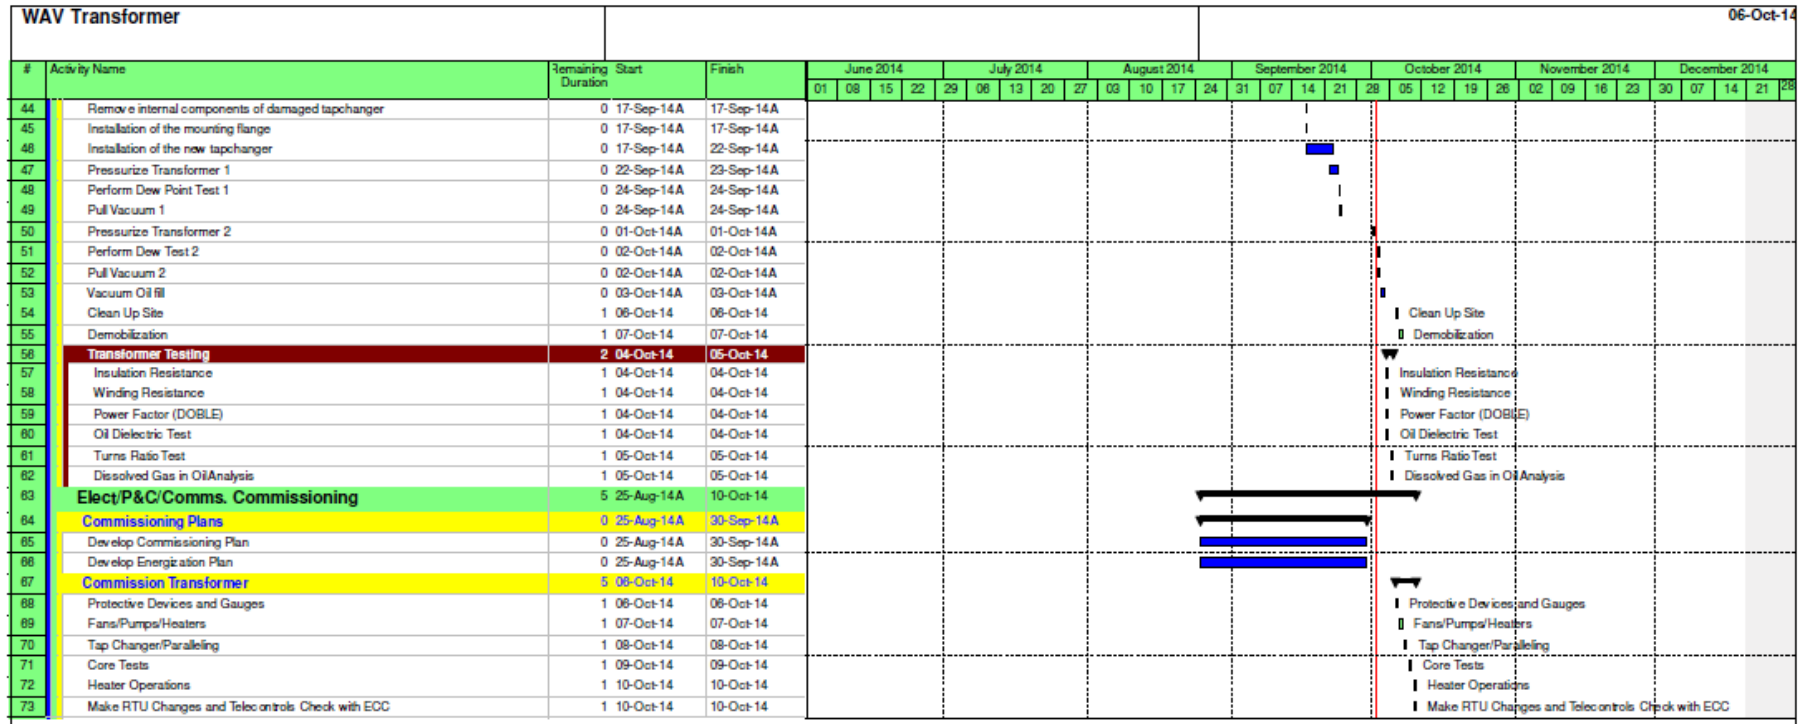 WAV Transformer 06-Oct-14
# Activity Name Remaining Duration Start Finish June 2014 July 2014 August 2014 September 2014 October 2014 November 2014 December 2014
01 08 15 22 29 06 13 20 27 03 10 17 24 31 07 14 21 28 05 12 19 26 02 09 16 23 30 07 14 21 28
44 Remove internal components of damaged tapchanger 0 17-Sep-14A 17-Sep-14A
45 Installation of the mounting flange 0 17-Sep-14A 17-Sep-14A
46 Installation of the new tapchanger 0 17-Sep-14A 22-Sep-14A
47 Pressurize Transformer 1 0 22-Sep-14A 23-Sep-14A
48 Perform Dew Point Test 1 0 24-Sep-14A 24-Sep-14A
49 Pull Vacuum 1 0 24-Sep-14A 24-Sep-14A
50 Pressurize Transformer 2 0 01-Oct-14A 01-Oct-14A
51 Perform Dew Test 2 0 02-Oct-14A 02-Oct-14A
52 Pull Vacuum 2 0 02-Oct-14A 02-Oct-14A
53 Vacuum Oil fill 0 03-Oct-14A 03-Oct-14A
54 Clean Up Site 1 06-Oct-14 06-Oct-14 Clean Up Site
55 Demobilization 1 07-Oct-14 07-Oct-14 Demobilization
56 Transformer Testing 2 04-Oct-14 05-Oct-14
57 Insulation Resistance 1 04-Oct-14 04-Oct-14 Insulation Resistance
58 Winding Resistance 1 04-Oct-14 04-Oct-14 Winding Resistance
59 Power Factor (DOBLE) 1 04-Oct-14 04-Oct-14 Power Factor (DOBLE)
60 Oil Dielectric Test 1 04-Oct-14 04-Oct-14 Oil Dielectric Test
61 Turns Ratio Test 1 05-Oct-14 05-Oct-14 Turns Ratio Test
62 Dissolved Gas in Oil Analysis 1 05-Oct-14 05-Oct-14 Dissolved Gas in Oil Analysis
63 Elect/P&C/Comms. Commissioning 5 25-Aug-14A 10-Oct-14
64 Commissioning Plans 0 25-Aug-14A 30-Sep-14A
65 Develop Commissioning Plan 0 25-Aug-14A 30-Sep-14A
66 Develop Energization Plan 0 25-Aug-14A 30-Sep-14A
67 Commission Transformer 5 06-Oct-14 10-Oct-14
68 Protective Devices and Gauges 1 06-Oct-14 06-Oct-14 Protective Devices and Gauges
69 Fans/Pumps/Heaters 1 07-Oct-14 07-Oct-14 Fans/Pumps/Heaters
70 Tap Changer/Paralleling 1 08-Oct-14 08-Oct-14 Tap Changer/Paralleling
71 Core Tests 1 09-Oct-14 09-Oct-14 Core Tests
72 Heater Operations 1 10-Oct-14 10-Oct-14 Heater Operations
73 Make RTU Changes and Telecontrols Check with ECC 1 10-Oct-14 10-Oct-14 Make RTU Changes and Telecontrols Check with ECC